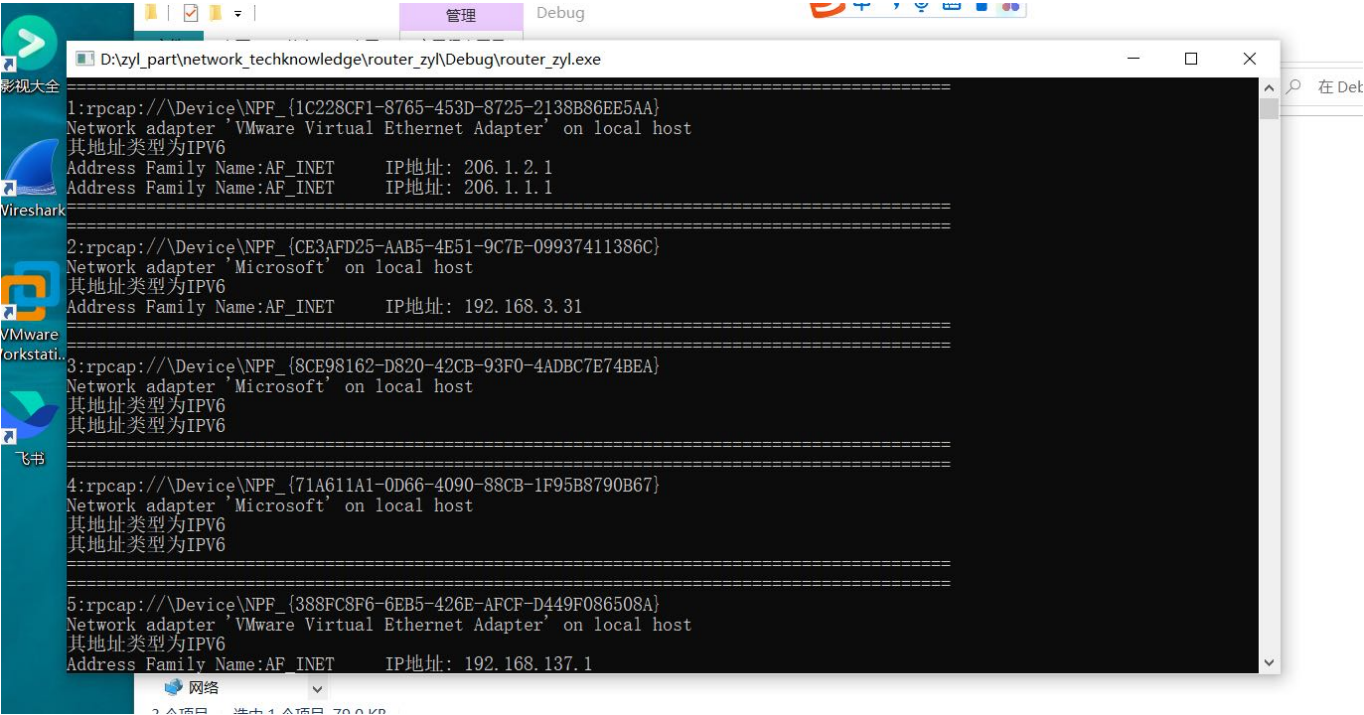 管理
Debug
中
影视大全
D:\zyl_part\network_techknowledge\router_zyl\Debug\router_zyl.exe
在 Deb
==========================================================================================
1:rpcap://\Device\NPF_{1C228CF1-8765-453D-8725-2138B86EE5AA}
Network adapter 'VMware Virtual Ethernet Adapter' on local host
其地址类型为IPV6
Address Family Name:AF_INET     IP地址: 206.1.2.1
Address Family Name:AF_INET     IP地址: 206.1.1.1
==========================================================================================
==========================================================================================
2:rpcap://\Device\NPF_{CE3AFD25-AAB5-4E51-9C7E-09937411386C}
Network adapter 'Microsoft' on local host
其地址类型为IPV6
Address Family Name:AF_INET     IP地址: 192.168.3.31
==========================================================================================
==========================================================================================
3:rpcap://\Device\NPF_{8CE98162-D820-42CB-93F0-4ADBC7E74BEA}
Network adapter 'Microsoft' on local host
其地址类型为IPV6
其地址类型为IPV6
==========================================================================================
==========================================================================================
4:rpcap://\Device\NPF_{71A611A1-0D66-4090-88CB-1F95B8790B67}
Network adapter 'Microsoft' on local host
其地址类型为IPV6
其地址类型为IPV6
==========================================================================================
==========================================================================================
5:rpcap://\Device\NPF_{388FC8F6-6EB5-426E-AFCF-D449F086508A}
Network adapter 'VMware Virtual Ethernet Adapter' on local host
其地址类型为IPV6
Address Family Name:AF_INET     IP地址: 192.168.137.1
Wireshark
VMware
Workstati..
飞书
网络
选中 1 个项目 79.0 KB